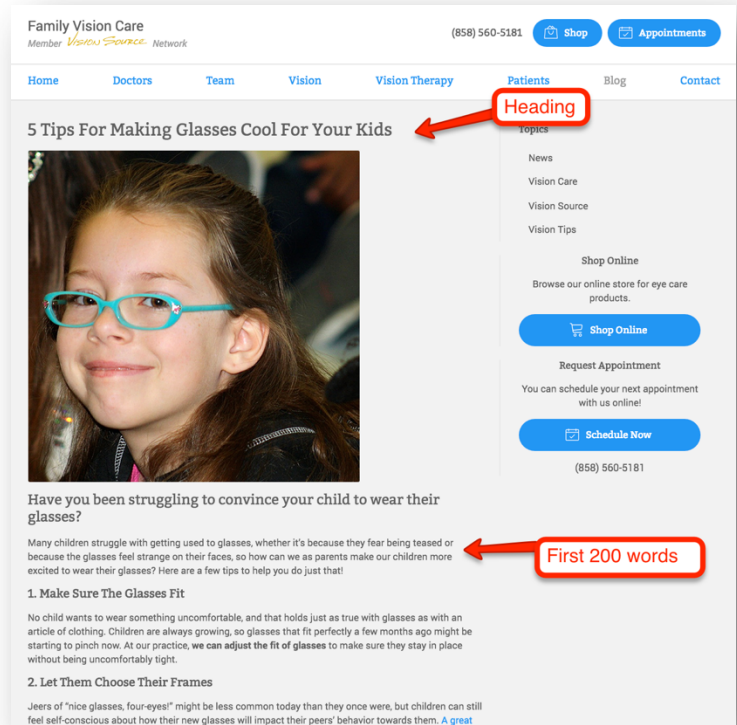 Family Vision Care
Member Vision Source Network
(858) 560-5181
Shop
Appointments
Home Doctors Team Vision Vision Therapy Patients Blog Contact
Heading
5 Tips For Making Glasses Cool For Your Kids
Topics
News
Vision Care
Vision Source
Vision Tips
Shop Online
Browse our online store for eye care
products.
Shop Online
Request Appointment
You can schedule your next appointment
with us online!
Schedule Now
(858) 560-5181
Have you been struggling to convince your child to wear their
glasses?
Many children struggle with getting used to glasses, whether it's because they fear being teased or
because the glasses feel strange on their faces, so how can we as parents make our children more
excited to wear their glasses? Here are a few tips to help you do just that!
First 200 words
1. Make Sure The Glasses Fit
No child wants to wear something uncomfortable, and that holds just as true with glasses as with an
article of clothing. Children are always growing, so glasses that fit perfectly a few months ago might be
starting to pinch now. At our practice, we can adjust the fit of glasses to make sure they stay in place
without being uncomfortably tight.
2. Let Them Choose Their Frames
Jeers of "nice glasses, four-eyes!" might be less common today than they once were, but children can still
feel self-conscious about how their new glasses will impact their peers' behavior towards them. A great